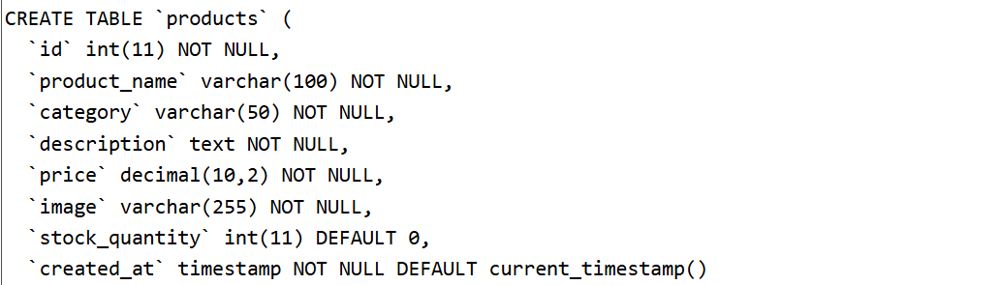 CREATE TABLE `products` (
  `id` int(11) NOT NULL,
  `product_name` varchar(100) NOT NULL,
  `category` varchar(50) NOT NULL,
  `description` text NOT NULL,
  `price` decimal(10,2) NOT NULL,
  `image` varchar(255) NOT NULL,
  `stock_quantity` int(11) DEFAULT 0,
  `created_at` timestamp NOT NULL DEFAULT current_timestamp()